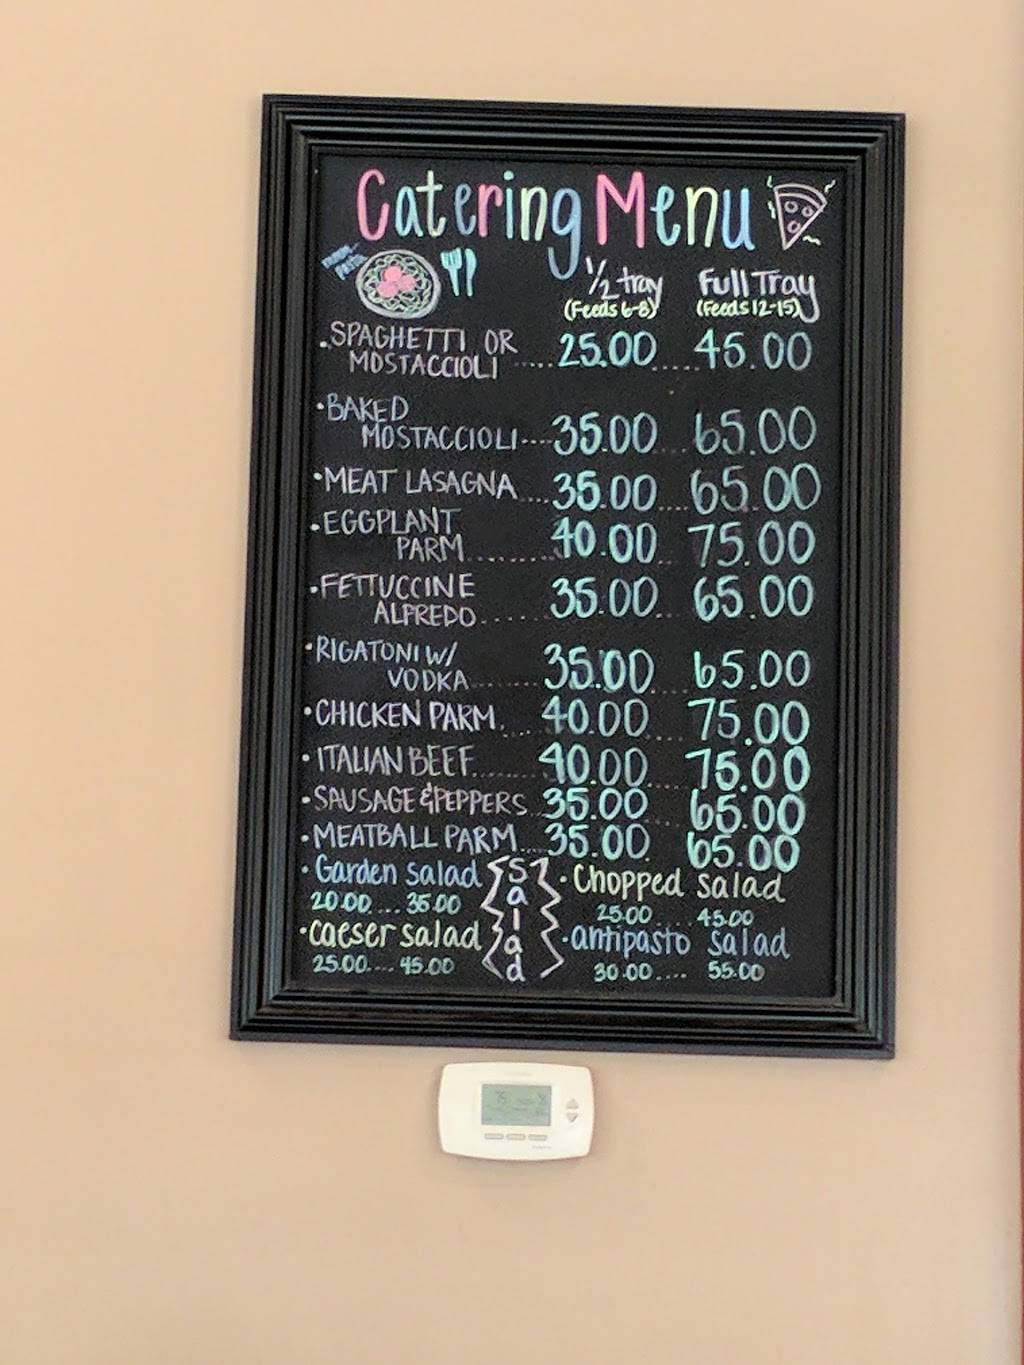 Catering Menu
1/2 tray Full Tray
(Feeds 6-8) (Feeds 12-15)
• SPAGHETTI OR
MOSTACCIOLI ..... 25.00 ..... 45.00
• BAKED
MOSTACCIOLI .... 35.00 .... 65.00
• MEAT LASAGNA .... 35.00 .... 65.00
• EGGPLANT
PARM ........ 40.00 .... 75.00
• FETTUCCINE
ALFREDO ...... 35.00 .... 65.00
• RIGATONI W/
VODKA ........ 35.00 .... 65.00
• CHICKEN PARM .... 40.00 .... 75.00
• ITALIAN BEEF ...... 40.00 .... 75.00
• SAUSAGE & PEPPERS .. 35.00 .... 65.00
• MEATBALL PARM .... 35.00 .... 65.00
Salad
• Garden salad
20.00 .... 35.00
• Chopped salad
25.00 .... 45.00
• caeser salad
25.00 .... 45.00
• antipasto salad
30.00 .... 55.00